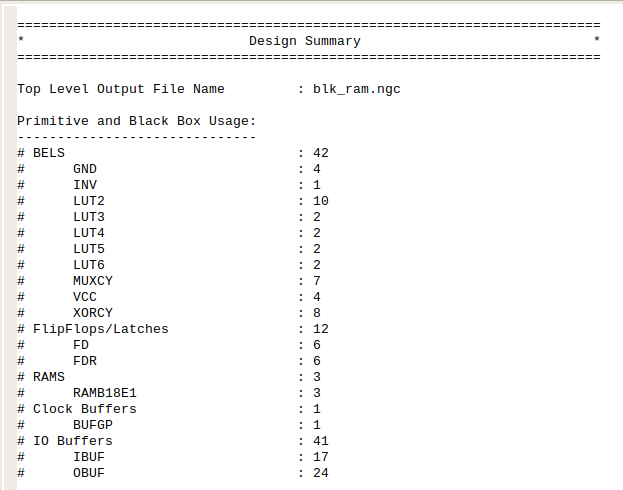 =========================================================================
*                            Design Summary                             *
=========================================================================
Top Level Output File Name         : blk_ram.ngc
Primitive and Black Box Usage:
------------------------------
# BELS                             : 42
#      GND                         : 4
#      INV                         : 1
#      LUT2                        : 10
#      LUT3                        : 2
#      LUT4                        : 2
#      LUT5                        : 2
#      LUT6                        : 2
#      MUXCY                       : 7
#      VCC                         : 4
#      XORCY                       : 8
# FlipFlops/Latches                : 12
#      FD                          : 6
#      FDR                         : 6
# RAMS                             : 3
#      RAMB18E1                    : 3
# Clock Buffers                    : 1
#      BUFGP                       : 1
# IO Buffers                       : 41
#      IBUF                        : 17
#      OBUF                        : 24